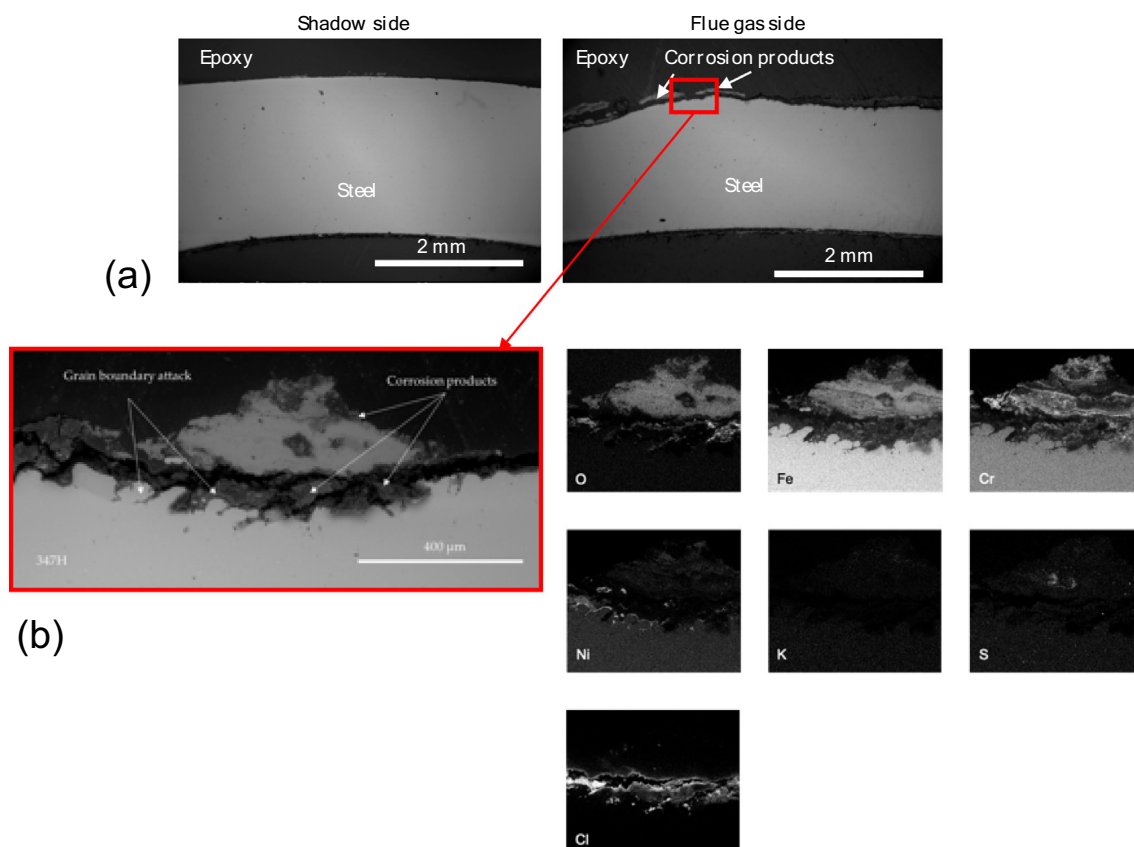 Shadow side
Flue gas side
Epoxy
Steel
2 mm
Epoxy
Corrosion products
Steel
2 mm
(a)
Grain boundary attack
Corrosion products
347H
400 µm
(b)
O
Fe
Cr
Ni
K
S
Cl